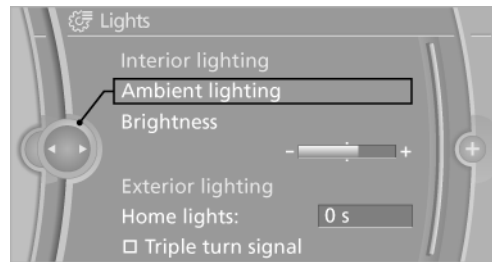 Lights
Interior lighting
Ambient lighting
Brightness
- +
Exterior lighting
Home lights: 0 s
Triple turn signal